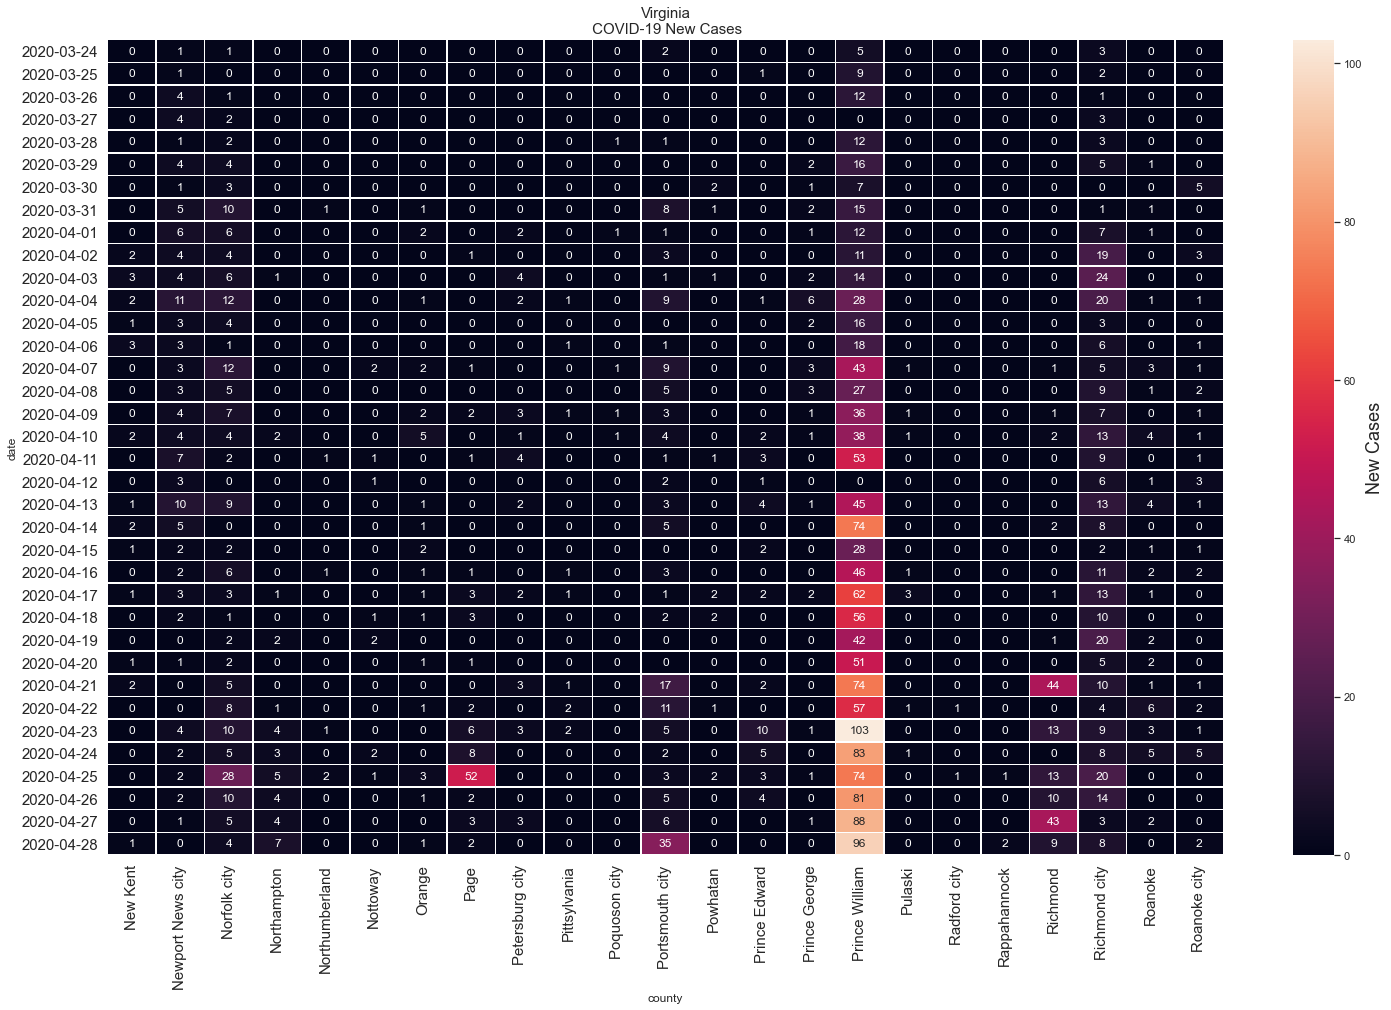 Virginia
COVID-19 New Cases
2020-03-24 0 1 1 0 0 0 0 0 0 0 0 2 0 0 0 5 0 0 0 0 3 0 0
2020-03-25 0 1 0 0 0 0 0 0 0 0 0 0 0 1 0 9 0 0 0 0 2 0 0
2020-03-26 0 4 1 0 0 0 0 0 0 0 0 0 0 0 0 12 0 0 0 0 1 0 0
2020-03-27 0 4 2 0 0 0 0 0 0 0 0 0 0 0 0 0 0 0 0 0 3 0 0
2020-03-28 0 1 2 0 0 0 0 0 0 0 1 1 0 0 0 12 0 0 0 0 3 0 0
2020-03-29 0 4 4 0 0 0 0 0 0 0 0 0 0 0 2 16 0 0 0 0 5 1 0
2020-03-30 0 1 3 0 0 0 0 0 0 0 0 0 2 0 1 7 0 0 0 0 0 0 5
2020-03-31 0 5 10 0 1 0 1 0 0 0 0 8 1 0 2 15 0 0 0 0 1 1 0
2020-04-01 0 6 6 0 0 0 2 0 2 0 1 1 0 0 1 12 0 0 0 0 7 1 0
2020-04-02 2 4 4 0 0 0 0 1 0 0 0 3 0 0 0 11 0 0 0 0 19 0 3
2020-04-03 3 4 6 1 0 0 0 0 4 0 0 1 1 0 2 14 0 0 0 0 24 0 0
2020-04-04 2 11 12 0 0 0 1 0 2 1 0 9 0 1 6 28 0 0 0 0 20 1 1
2020-04-05 1 3 4 0 0 0 0 0 0 0 0 0 0 0 2 16 0 0 0 0 3 0 0
2020-04-06 3 3 1 0 0 0 0 0 0 1 0 1 0 0 0 18 0 0 0 0 6 0 1
2020-04-07 0 3 12 0 0 2 2 1 0 0 1 9 0 0 3 43 1 0 0 1 5 3 1
2020-04-08 0 3 5 0 0 0 0 0 0 0 0 5 0 0 3 27 0 0 0 0 9 1 2
2020-04-09 0 4 7 0 0 0 2 2 3 1 1 3 0 0 1 36 1 0 0 1 7 0 1
2020-04-10 2 4 4 2 0 0 5 0 1 0 1 4 0 2 1 38 1 0 0 2 13 4 1
2020-04-11 0 7 2 0 1 1 0 1 4 0 0 1 1 3 0 53 0 0 0 0 9 0 1
2020-04-12 0 3 0 0 0 1 0 0 0 0 0 2 0 1 0 0 0 0 0 0 6 1 3
2020-04-13 1 10 9 0 0 0 1 0 2 0 0 3 0 4 1 45 0 0 0 0 13 4 1
2020-04-14 2 5 0 0 0 0 1 0 0 0 0 5 0 0 0 74 0 0 0 2 8 0 0
2020-04-15 1 2 2 0 0 0 2 0 0 0 0 0 0 2 0 28 0 0 0 0 2 1 1
2020-04-16 0 2 6 0 1 0 1 1 0 1 0 3 0 0 0 46 1 0 0 0 11 2 2
2020-04-17 1 3 3 1 0 0 1 3 2 1 0 1 2 2 2 62 3 0 0 1 13 1 0
2020-04-18 0 2 1 0 0 1 1 3 0 0 0 2 2 0 0 56 0 0 0 0 10 0 0
2020-04-19 0 0 2 2 0 2 0 0 0 0 0 0 0 0 0 42 0 0 0 1 20 2 0
2020-04-20 1 1 2 0 0 0 1 1 0 0 0 0 0 0 0 51 0 0 0 0 5 2 0
2020-04-21 2 0 5 0 0 0 0 0 3 1 0 17 0 2 0 74 0 0 0 44 10 1 1
2020-04-22 0 0 8 1 0 0 1 2 0 2 0 11 1 0 0 57 1 1 0 0 4 6 2
2020-04-23 0 4 10 4 1 0 0 6 3 2 0 5 0 10 1 103 0 0 0 13 9 3 1
2020-04-24 0 2 5 3 0 2 0 8 0 0 0 2 0 5 0 83 1 0 0 0 8 5 5
2020-04-25 0 2 28 5 2 1 3 52 0 0 0 3 2 3 1 74 0 1 1 13 20 0 0
2020-04-26 0 2 10 4 0 0 1 2 0 0 0 5 0 4 0 81 0 0 0 10 14 0 0
2020-04-27 0 1 5 4 0 0 0 3 3 0 0 6 0 0 1 88 0 0 0 43 3 2 0
2020-04-28 1 0 4 7 0 0 1 2 0 0 0 35 0 0 0 96 0 0 2 9 8 0 2
date
New Kent
Newport News city
Norfolk city
Northampton
Northumberland
Nottoway
Orange
Page
Petersburg city
Pittsylvania
Poquoson city
Portsmouth city
Powhatan
Prince Edward
Prince George
Prince William
Pulaski
Radford city
Rappahannock
Richmond
Richmond city
Roanoke
Roanoke city
county
100
80
60
40
20
0
New Cases